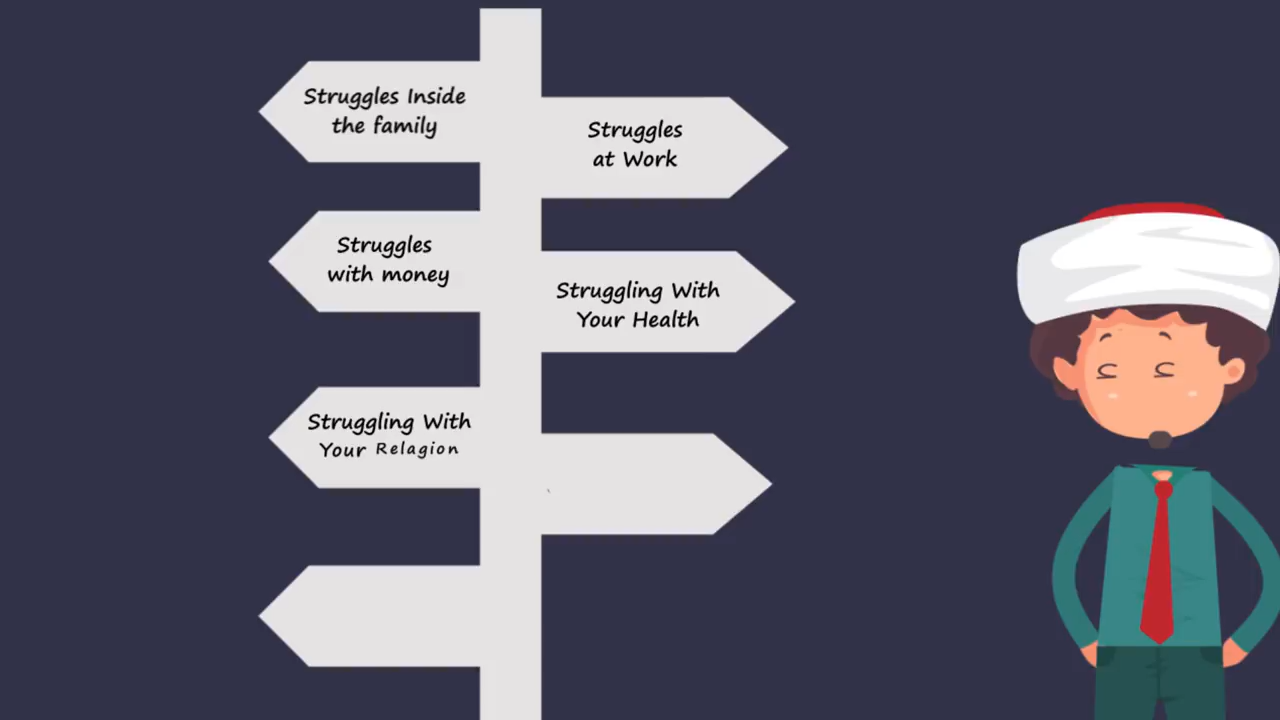 Struggles Inside
the family
Struggles
at Work
Struggles
with money
Struggling With
Your Health
Struggling With
Your Relagion